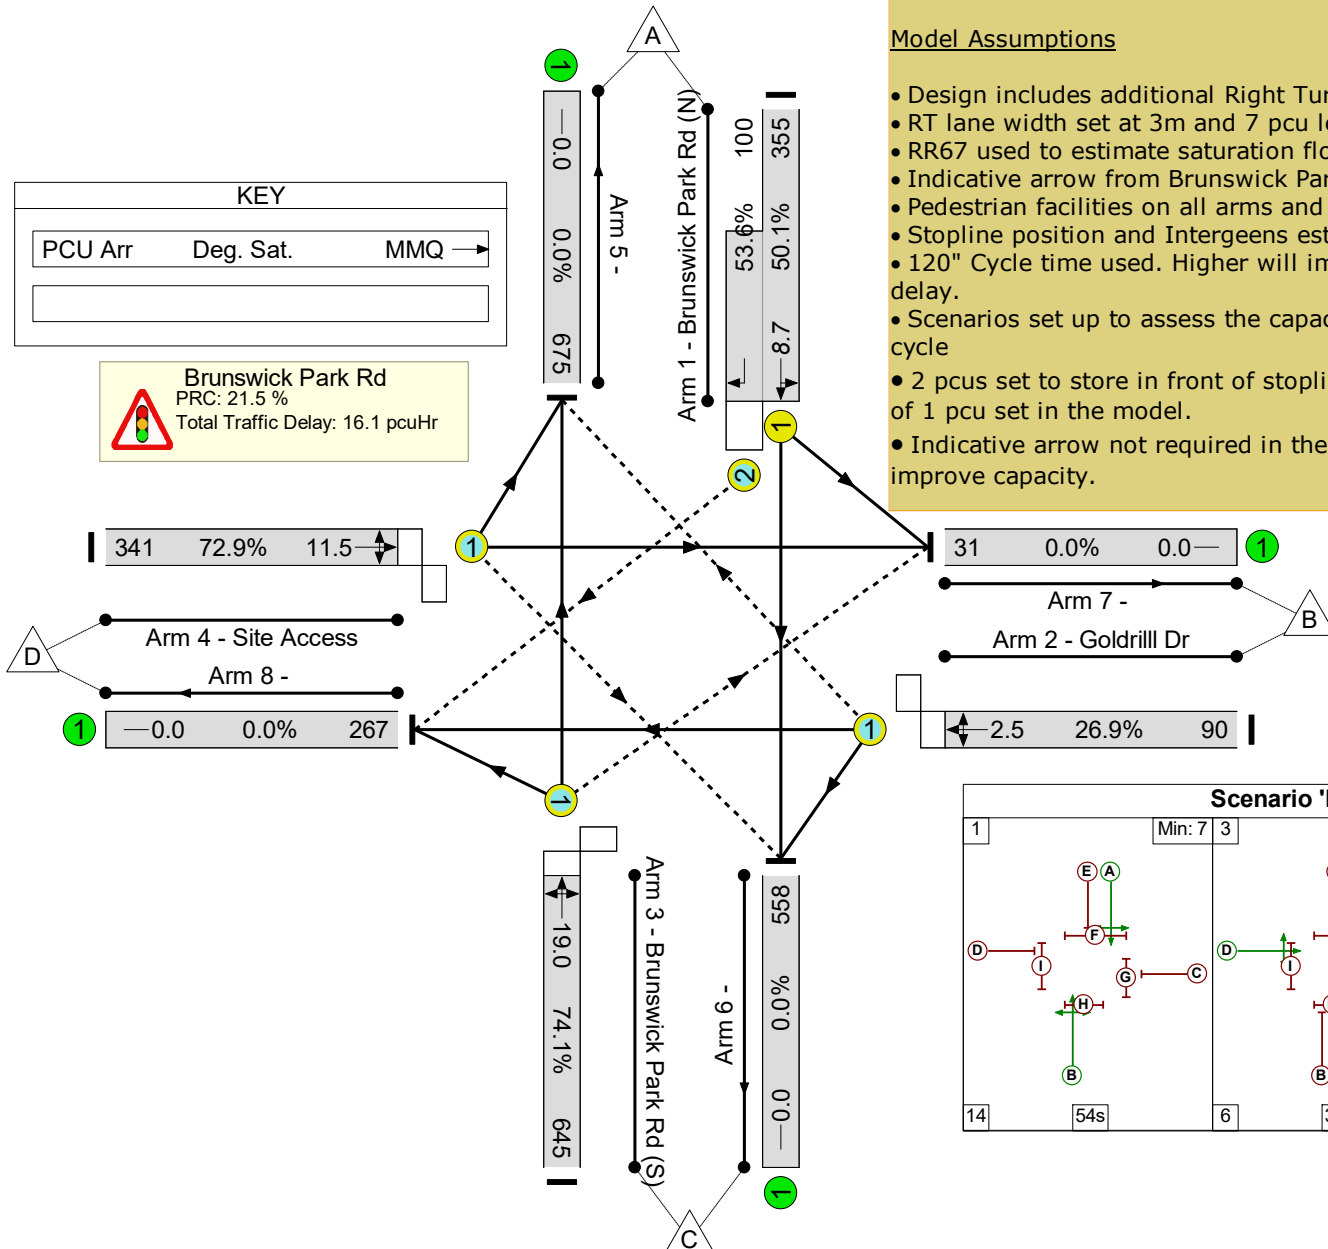 A
Model Assumptions
• Design includes additional Right
• RT lane width set at 3m and 7 pcu
• RR67 used to estimate saturation
• Indicative arrow from Brunswick
• Pedestrian facilities on all arms and
• Stopline position and Intergeens
• 120" Cycle time used. Higher will
delay.
• Scenarios set up to assess the
cycle
• 2 pcus set to store in front of
of 1 pcu set in the model.
• Indicative arrow not required in the
improve capacity.
KEY
PCU Arr Deg. Sat. MMQ
Brunswick Park Rd
PRC: 21.5 %
Total Traffic Delay: 16.1 pcuHr
1
0.0 0.0% 675
Arm 5 -
Arm 1 - Brunswick Park Rd (N)
100 53.6%
355 50.1% 8.7
1
2
341 72.9% 11.5
1
31 0.0% 0.0
1
Arm 7 -
B
Arm 2 - Goldrilll Dr
Arm 4 - Site Access
D
Arm 8 -
1
0.0 0.0% 267
1
2.5 26.9% 90
1
19.0 74.1% 645
Arm 3 - Brunswick Park Rd (S)
Arm 6 -
558 0.0% 0.0
1
C
Scenario
1 Min: 7
E A
F
D
I
G
C
H
B
14 54s
3
D
I
B
6